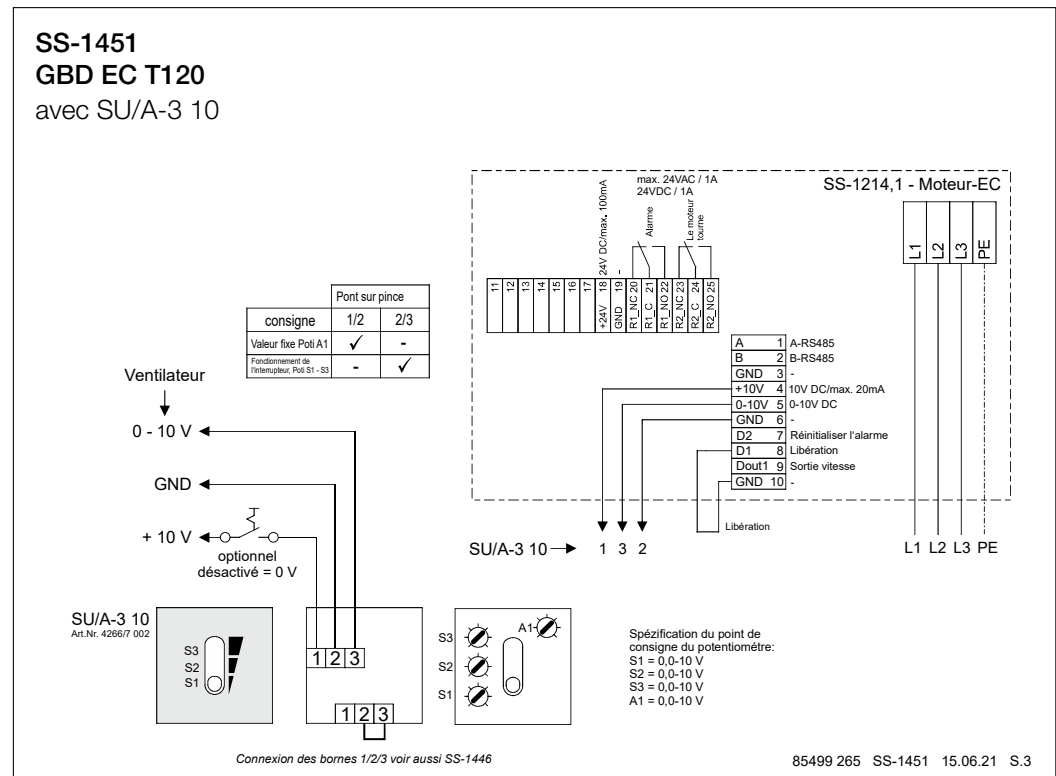 SS-1451
GBD EC T120
avec SU/A-3 10
SS-1214,1 - Moteur-EC
max. 24VAC / 1A
24VDC / 1A
24V DC/max. 100mA
-
Alarme
Le moteur
tourne
11
12
13
14
15
16
17
+24V 18
GND 19
R1_NC 20
R1_C 21
R1_NO 22
R2_NC 23
R2_C 24
R2_NO 25
L1
L2
L3
PE
Pont sur pince
consigne 1/2 2/3
Valeur fixe Poti A1 ✓ -
Fonctionnement de
l'interrupteur, Poti S1 - S3 - ✓
A 1 A-RS485
B 2 B-RS485
GND 3 -
+10V 4 10V DC/max. 20mA
0-10V 5 0-10V DC
GND 6 -
D2 7 Réinitialiser l'alarme
D1 8 Libération
Dout1 9 Sortie vitesse
GND 10 -
Libération
SU/A-3 10 1 3 2
L1 L2 L3 PE
Ventilateur
0 - 10 V
GND
+ 10 V
optionnel
désactivé = 0 V
SU/A-3 10
Art.Nr. 4266/7 002
S3
S2
S1
1 2 3
1 2 3
S3
S2
S1
A1
Spézification du point de
consigne du potentiométre:
S1 = 0,0-10 V
S2 = 0,0-10 V
S3 = 0,0-10 V
A1 = 0,0-10 V
Connexion des bornes 1/2/3 voir aussi SS-1446
85499 265 SS-1451 15.06.21 S.3